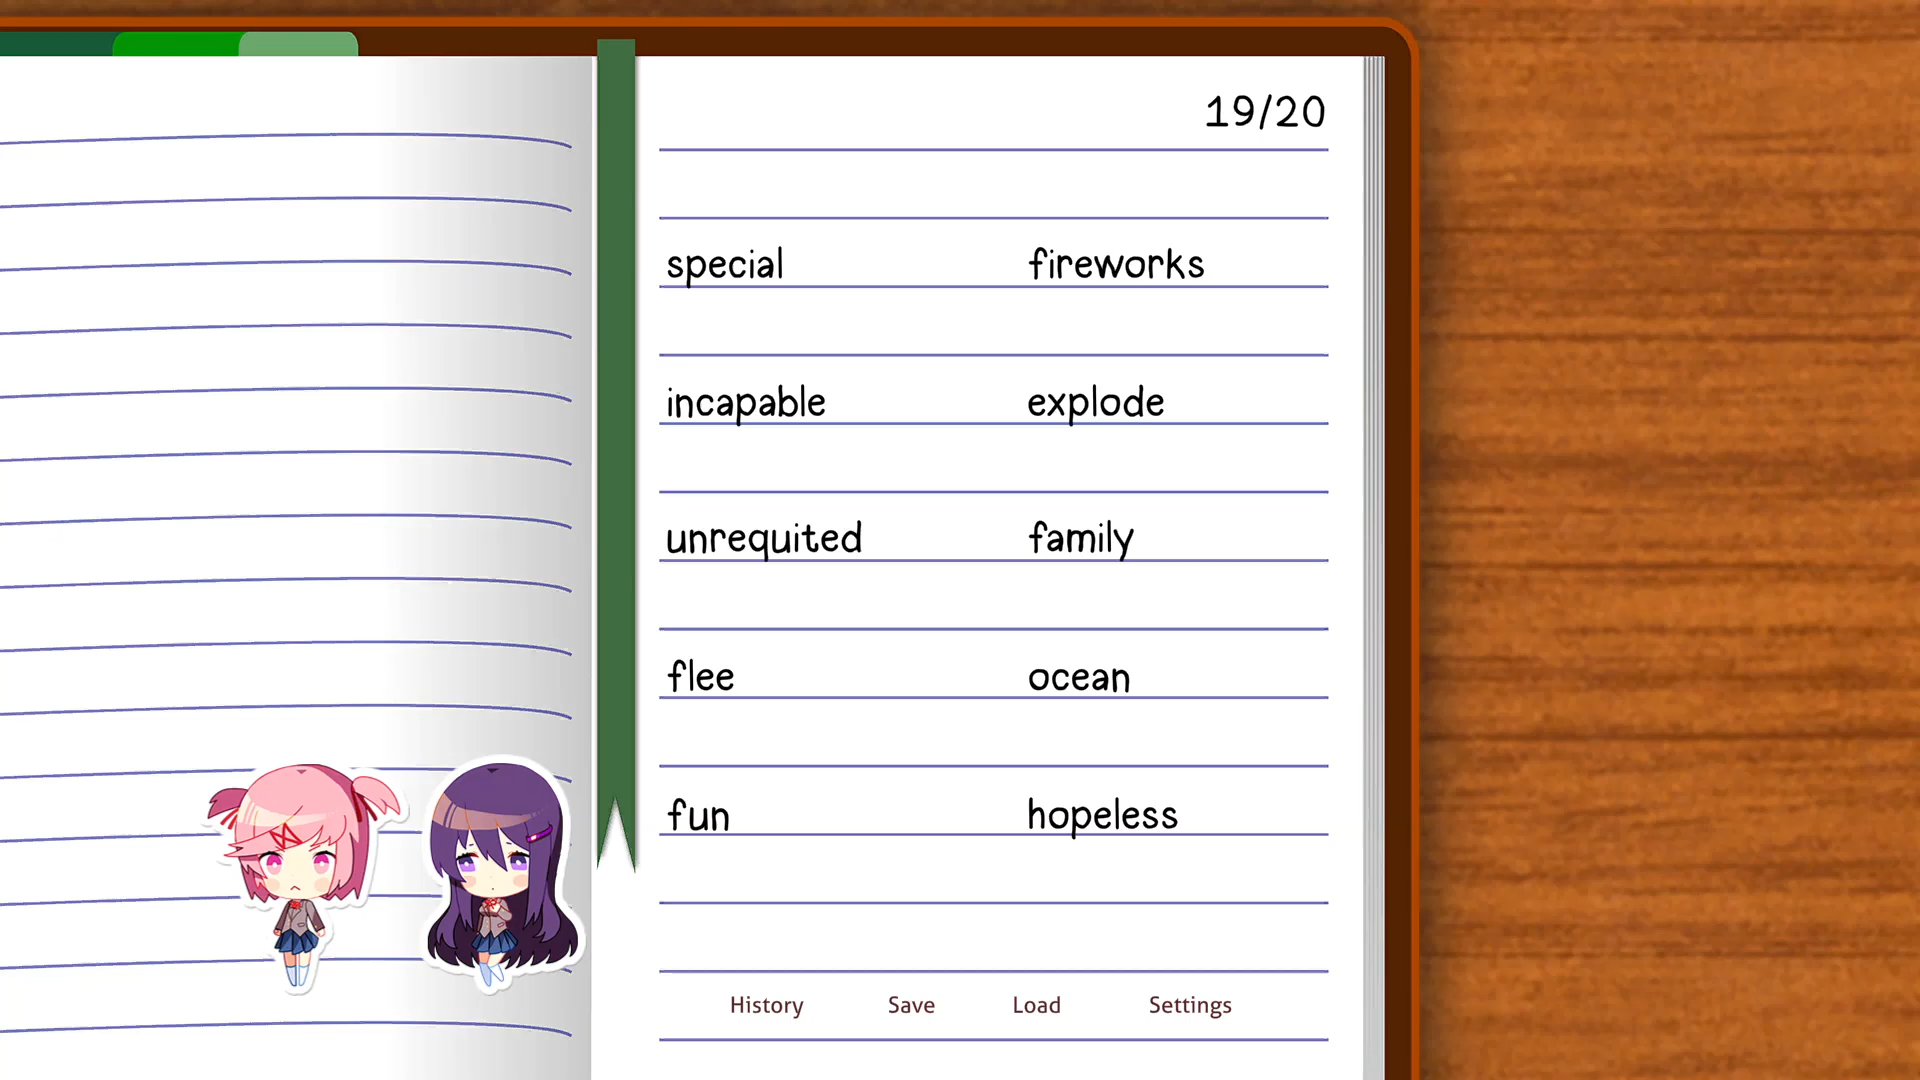 19/20
special fireworks
incapable explode
unrequited family
flee ocean
fun hopeless
History Save Load Settings